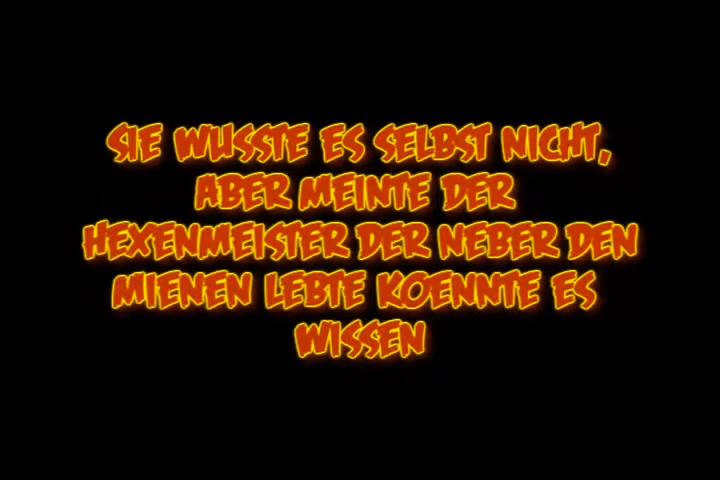 SIE WUSSTE ES SELBST NICHT,
ABER MEINTE DER
HEXENMEISTER DER NEBER DEN
MIENEN LEBTE KOENNTE ES
WISSEN